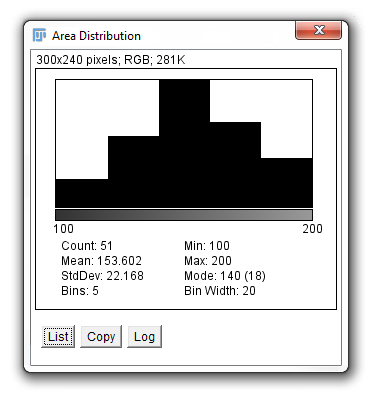 Area Distribution
300x240 pixels; RGB; 281K
100 200
Count: 51 Min: 100
Mean: 153.602 Max: 200
StdDev: 22.168 Mode: 140 (18)
Bins: 5 Bin Width: 20
List Copy Log